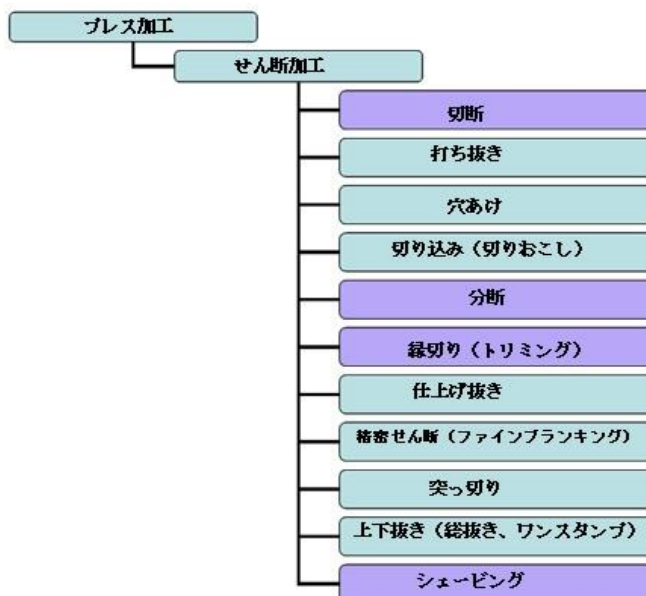 プレス加工
せん断加工
切断
打ち抜き
穴あけ
切り込み（切りおこし）
分断
縁切り（トリミング）
仕上げ抜き
精密せん断（ファインブランキング）
突っ切り
上下抜き（総抜き、ワンスタンプ）
シェービング